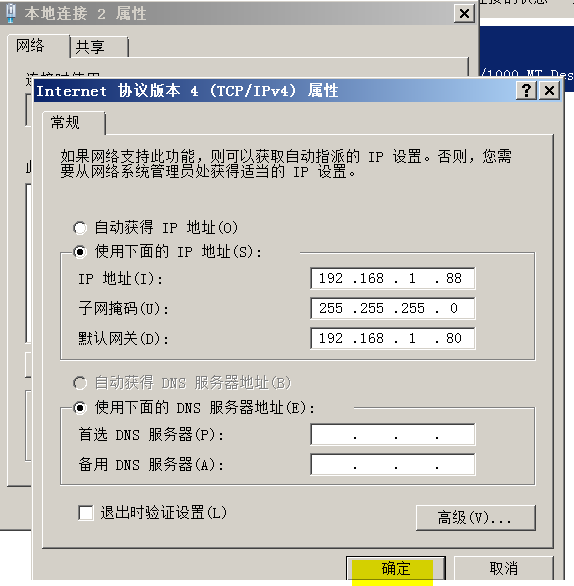 本地连接 2 属性
网络
共享
/1000 MT Des
Internet 协议版本 4 (TCP/IPv4) 属性
常规
如果网络支持此功能，则可以获取自动指派的 IP 设置。否则，您需
要从网络系统管理员处获得适当的 IP 设置。
自动获得 IP 地址(O)
使用下面的 IP 地址(S):
IP 地址(I): 192 .168 . 1 . 88
子网掩码(U): 255 .255 .255 . 0
默认网关(D): 192 .168 . 1 . 80
自动获得 DNS 服务器地址(B)
使用下面的 DNS 服务器地址(E):
首选 DNS 服务器(P): . . .
备用 DNS 服务器(A): . . .
退出时验证设置(L)
高级(V)...
确定
取消